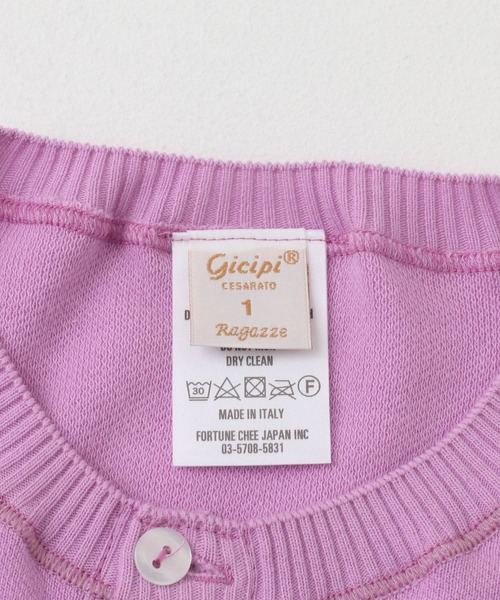 Gicipi®
CESARATO
1
Ragazze
DRY CLEAN
30 F
MADE IN ITALY
FORTUNE CHEE JAPAN INC
03-5708-5831